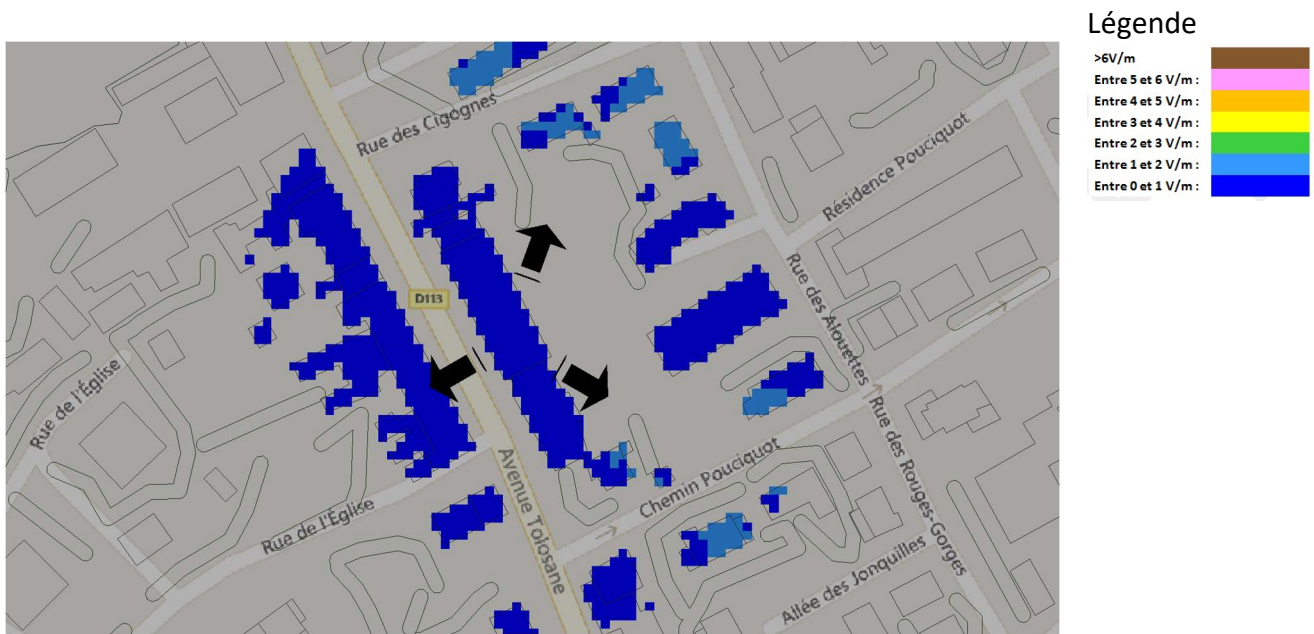 Légende
>6V/m
Entre 5 et 6 V/m :
Entre 4 et 5 V/m :
Entre 3 et 4 V/m :
Entre 2 et 3 V/m :
Entre 1 et 2 V/m :
Entre 0 et 1 V/m :
Rue des Cigognes
Résidence Pouciquot
D113
Rue des Alouettes
Rue de l'Église
Rue des Rouges-Gorges
Chemin Pouciquot
Avenue Tolosane
Rue de l'Église
Allée des Jonquilles